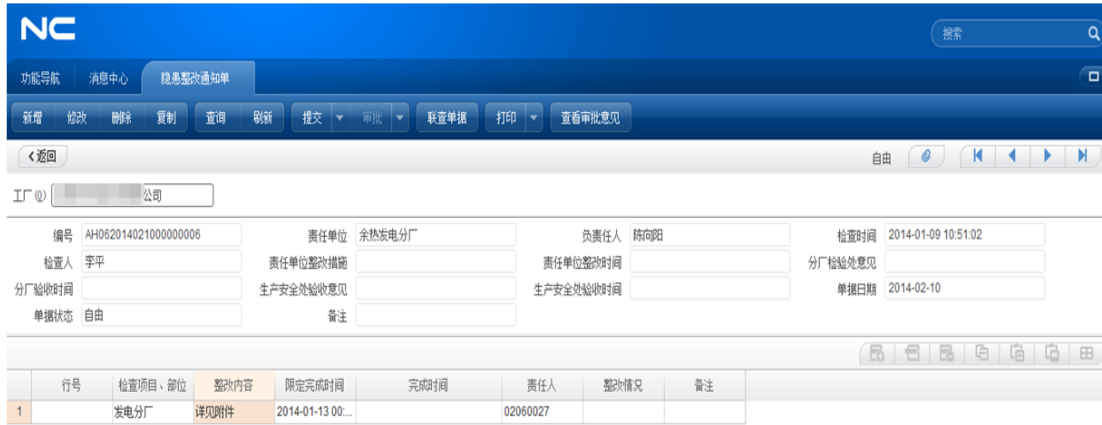 NC
搜索
功能导航 消息中心 隐患整改通知单
新增 修改 删除 复制 查询 刷新 提交 审批 联查单据 打印 查看审批意见
返回 自由
工厂(Q) 公司
编号 AH062014021000000006 责任单位 余热发电分厂 负责任人 陈向阳 检查时间 2014-01-09 10:51:02
检查人 李平 责任单位整改措施 责任单位整改时间 分厂检验处意见
分厂验收时间 生产安全处验收意见 生产安全处验收时间 单据日期 2014-02-10
单据状态 自由 备注
行号 检查项目、部位 整改内容 限定完成时间 完成时间 责任人 整改情况 备注
1 发电分厂 详见附件 2014-01-13 00:... 02060027